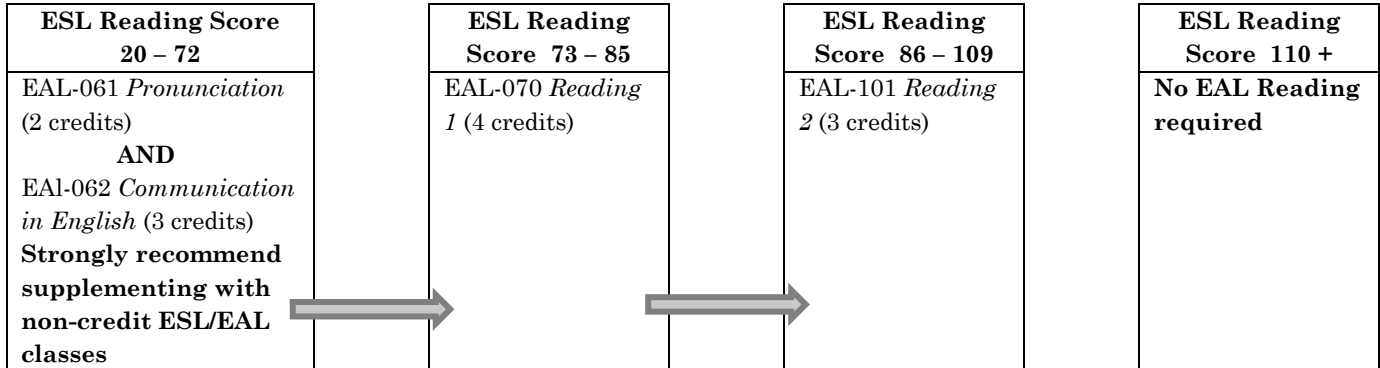 ESL Reading Score
20 – 72
EAL-061 Pronunciation
(2 credits)
AND
EAl-062 Communication
in English (3 credits)
Strongly recommend
supplementing with
non-credit ESL/EAL
classes
ESL Reading
Score 73 – 85
EAL-070 Reading
1 (4 credits)
ESL Reading
Score 86 – 109
EAL-101 Reading
2 (3 credits)
ESL Reading
Score 110 +
No EAL Reading
required